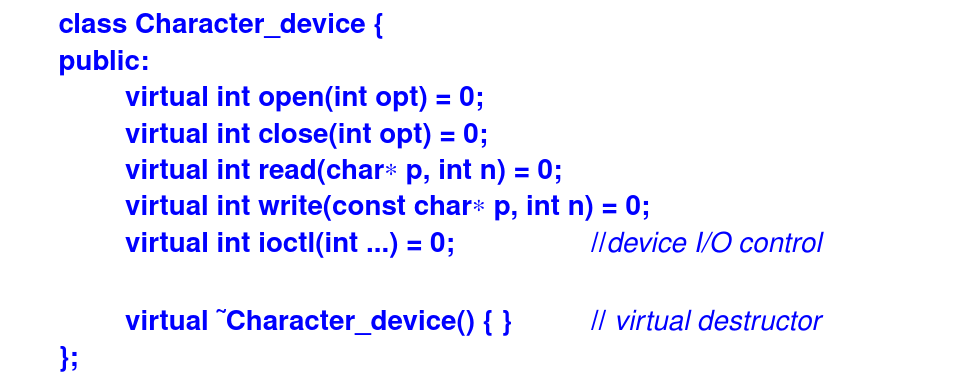 class Character_device {
public:
virtual int open(int opt) = 0;
virtual int close(int opt) = 0;
virtual int read(char* p, int n) = 0;
virtual int write(const char* p, int n) = 0;
virtual int ioctl(int ...) = 0; //device I/O control
virtual ~Character_device() { } // virtual destructor
};